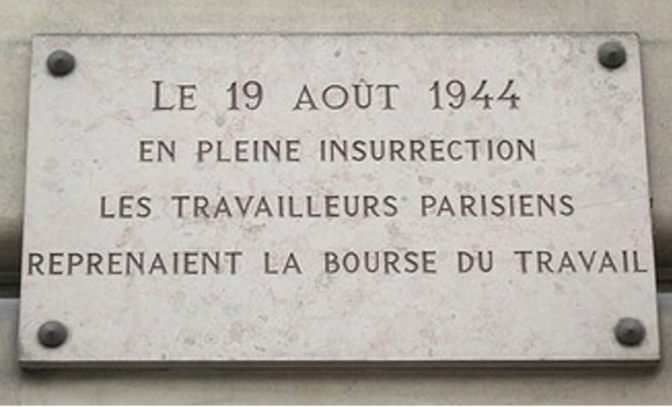 Le 19 AOÛT 1944
EN PLEINE INSURRECTION
LES TRAVAILLEURS PARISIENS
REPRENAIENT LA BOURSE DU TRAVAIL